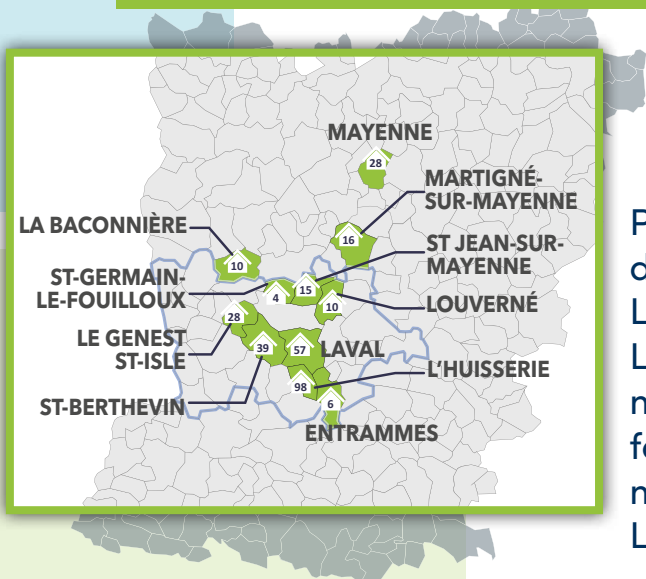 MAYENNE
28
MARTIGNÉ-
SUR-MAYENNE
16
LA BACONNIÈRE
10
ST JEAN-SUR-
MAYENNE
15
ST-GERMAIN-
LE-FOUILLOUX
4
LOUVERNÉ
10
LE GENEST
ST-ISLE
28
39
57
LAVAL
L'HUISSERIE
98
ST-BERTHEVIN
6
ENTRAMMES
P
d
L
L
n
f
n
L